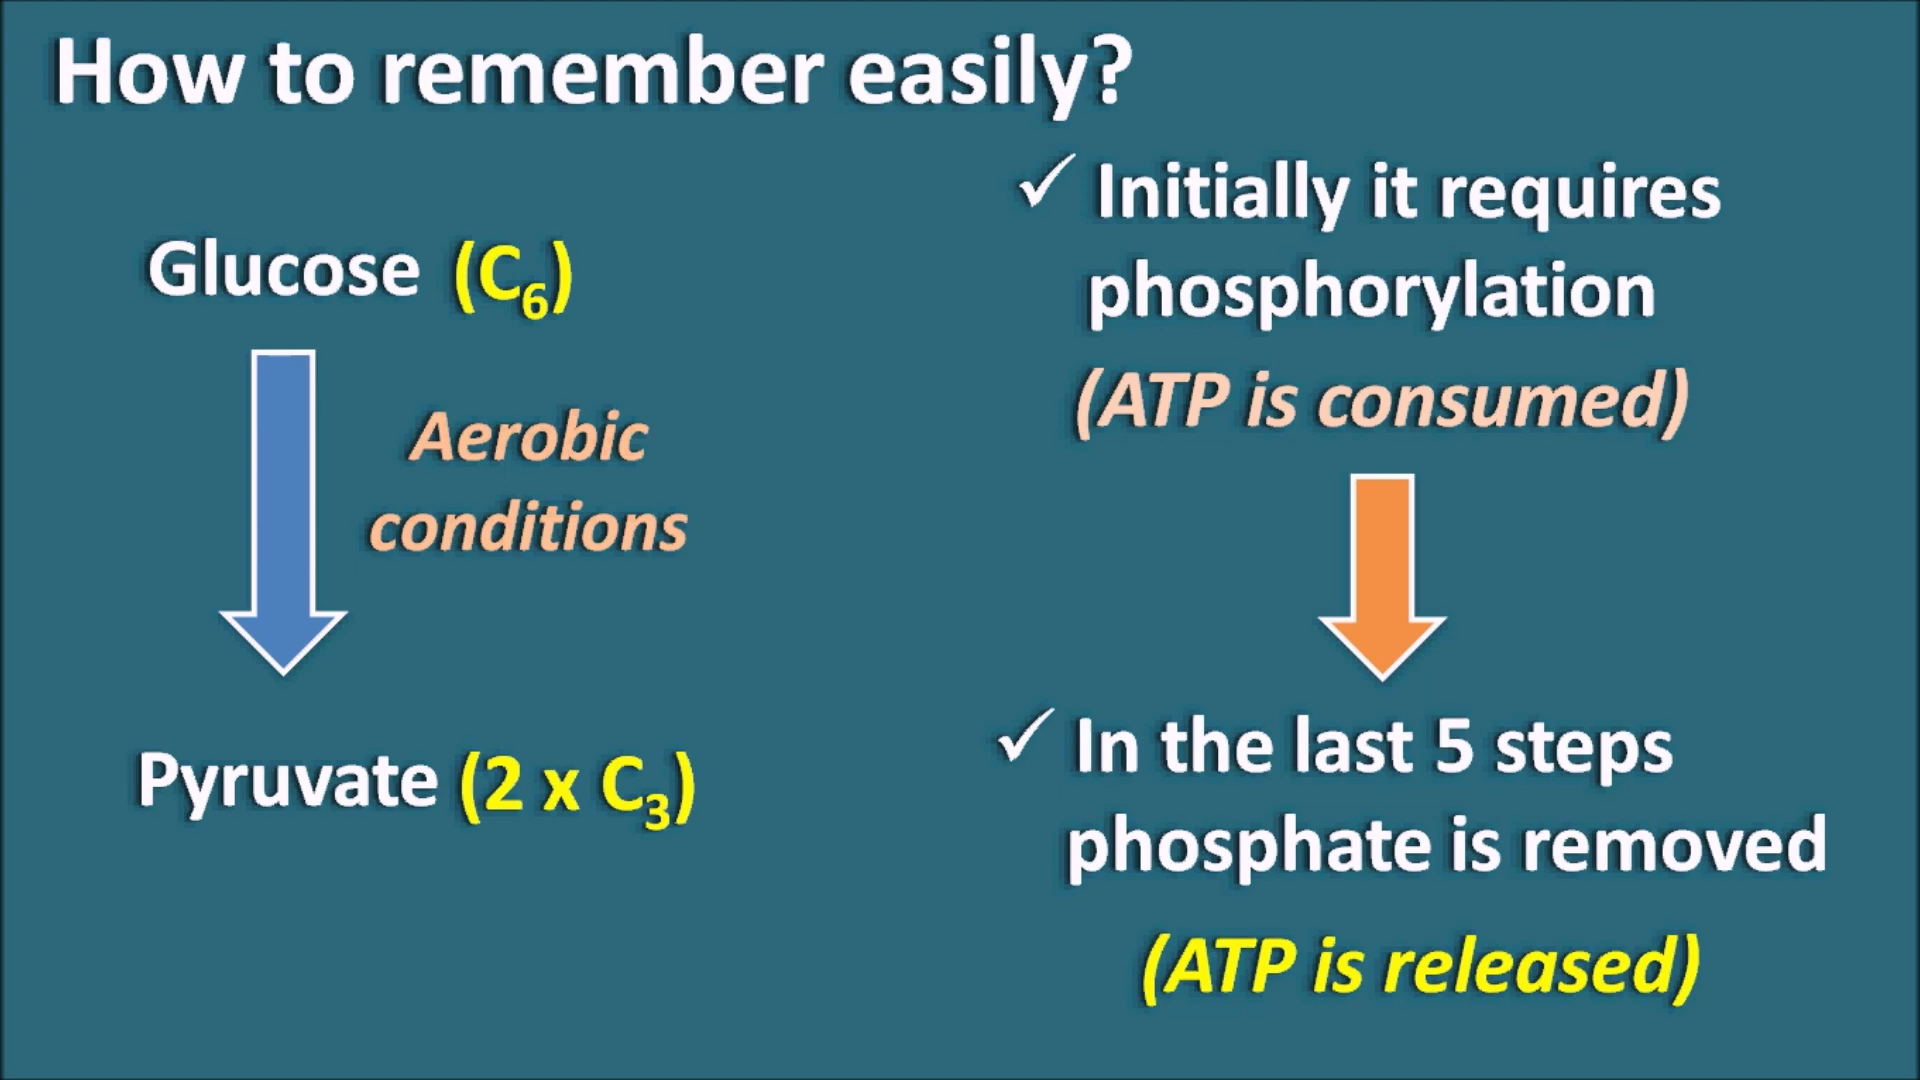 How to remember easily?
Glucose (C₆)
Aerobic
conditions
Pyruvate (2 x C₃)
✓ Initially it requires
phosphorylation
(ATP is consumed)
✓ In the last 5 steps
phosphate is removed
(ATP is released)